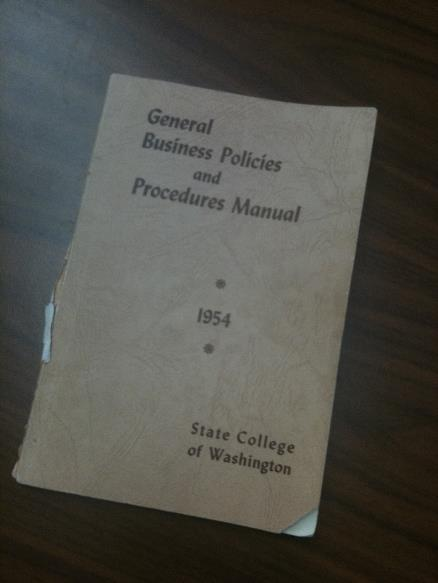 General
Business Policies
and
Procedures Manual
1954
State College
of Washington